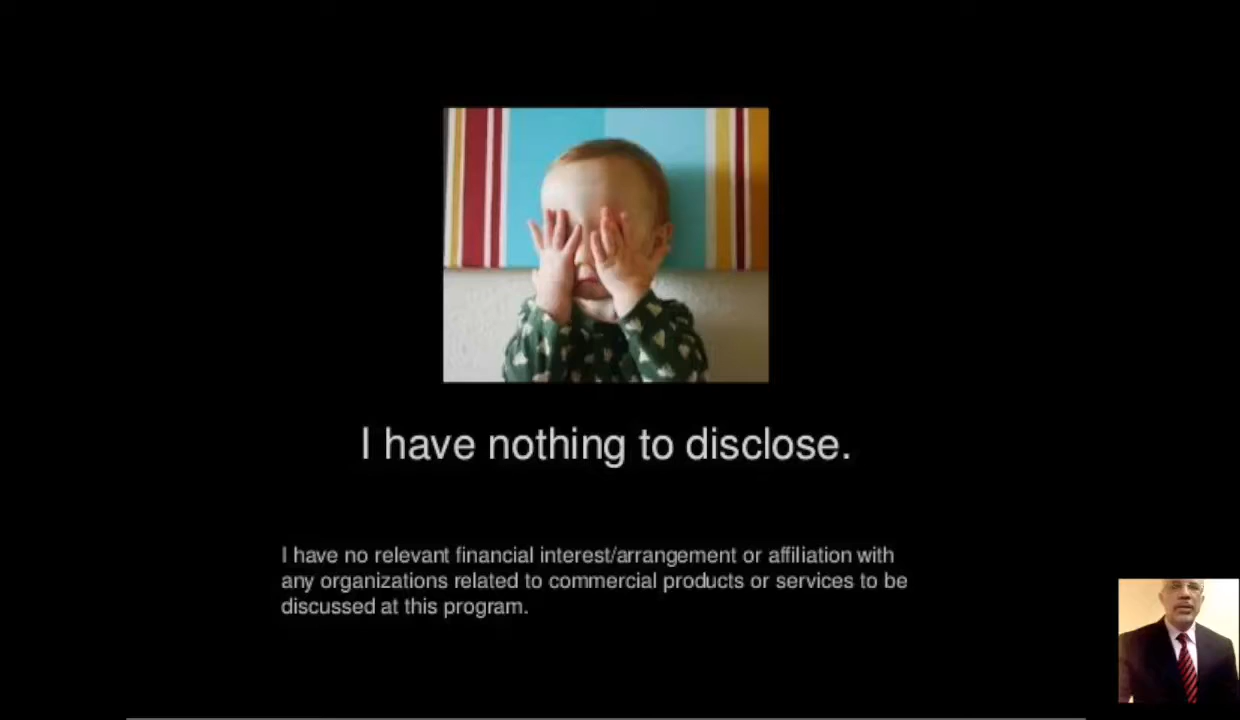 I have nothing to disclose.
I have no relevant financial interest/arrangement or affiliation with
any organizations related to commercial products or services to be
discussed at this program.